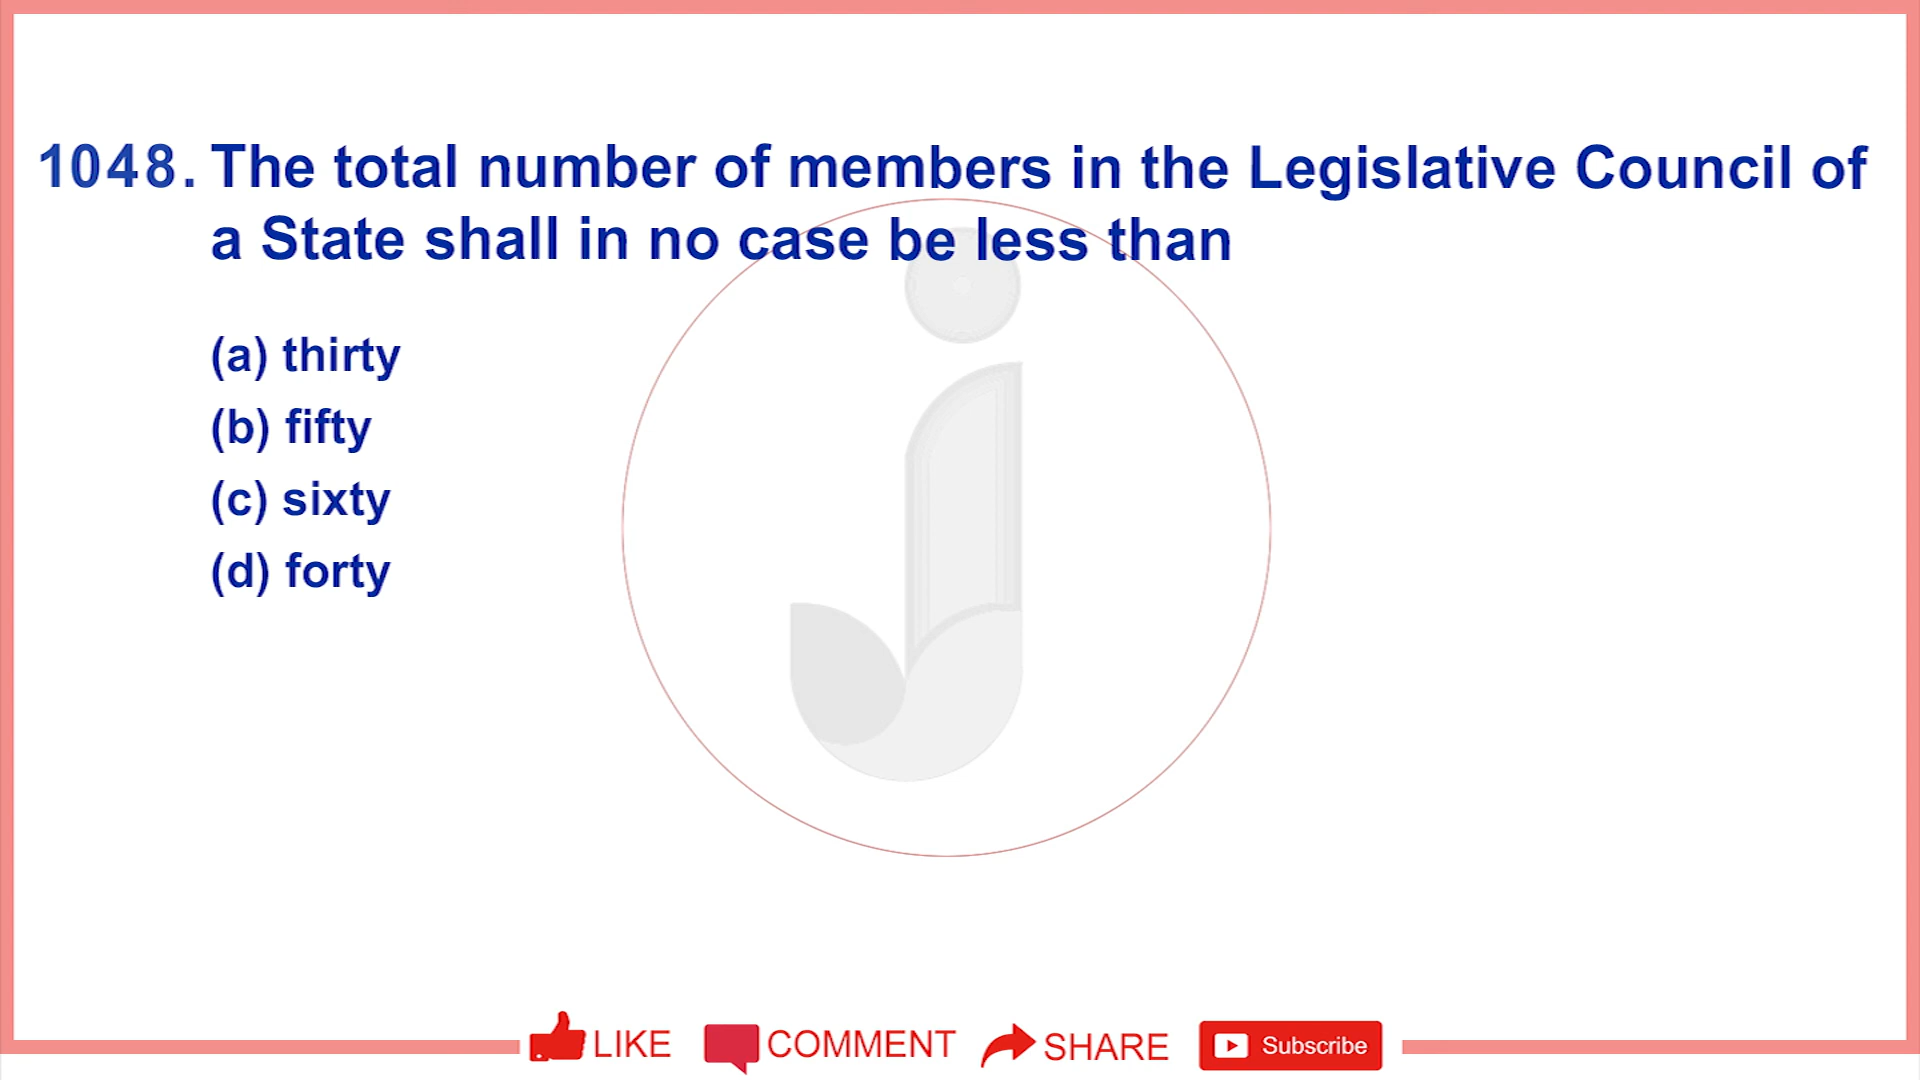 1048. The total number of members in the Legislative Council of
a State shall in no case be less than
(a) thirty
(b) fifty
(c) sixty
(d) forty
LIKE COMMENT SHARE Subscribe